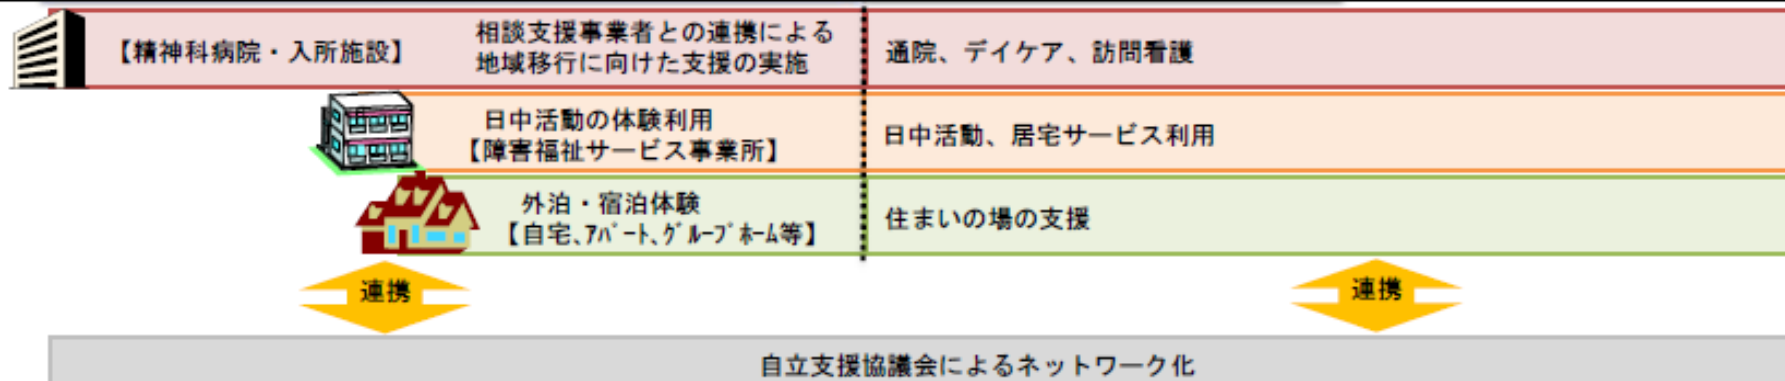 【精神科病院・入所施設】
相談支援事業者との連携による
地域移行に向けた支援の実施
通院、デイケア、訪問看護
日中活動の体験利用
【障害福祉サービス事業所】
日中活動、居宅サービス利用
外泊・宿泊体験
【自宅、ｱﾊﾟｰﾄ、ｸﾞﾙｰﾌﾟﾎｰﾑ等】
住まいの場の支援
連携
連携
自立支援協議会によるネットワーク化